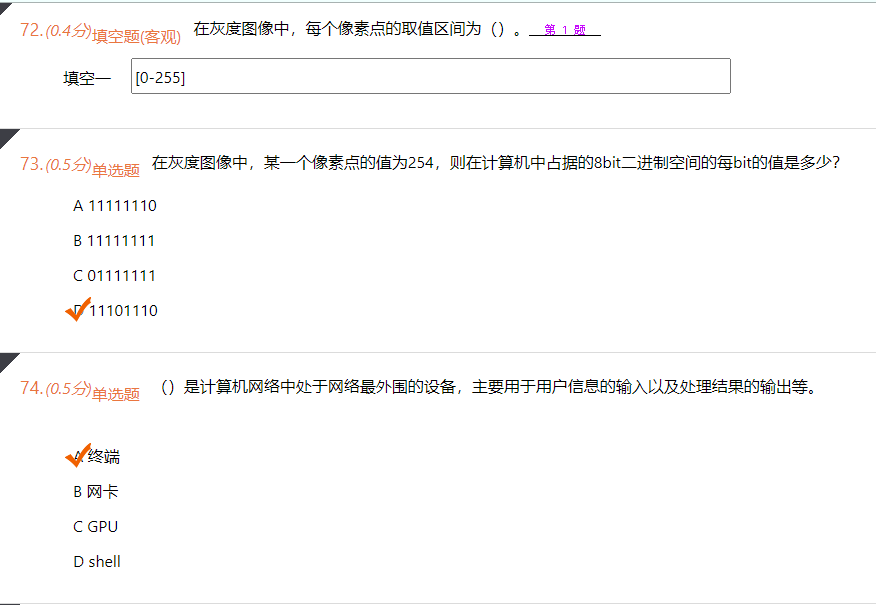 72.(0.4分)填空题(客观) 在灰度图像中，每个像素点的取值区间为（）。 第 1 题
填空一 [0-255]
73.(0.5分)单选题 在灰度图像中，某一个像素点的值为254，则在计算机中占据的8bit二进制空间的每bit的值是多少?
A 11111110
B 11111111
C 01111111
D 11101110
74.(0.5分)单选题 （）是计算机网络中处于网络最外围的设备，主要用于用户信息的输入以及处理结果的输出等。
A 终端
B 网卡
C GPU
D shell